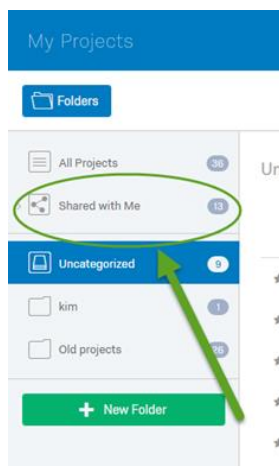 My Projects
Folders
All Projects 36
Shared with Me 13
Uncategorized 9
kim 1
Old projects 26
+ New Folder